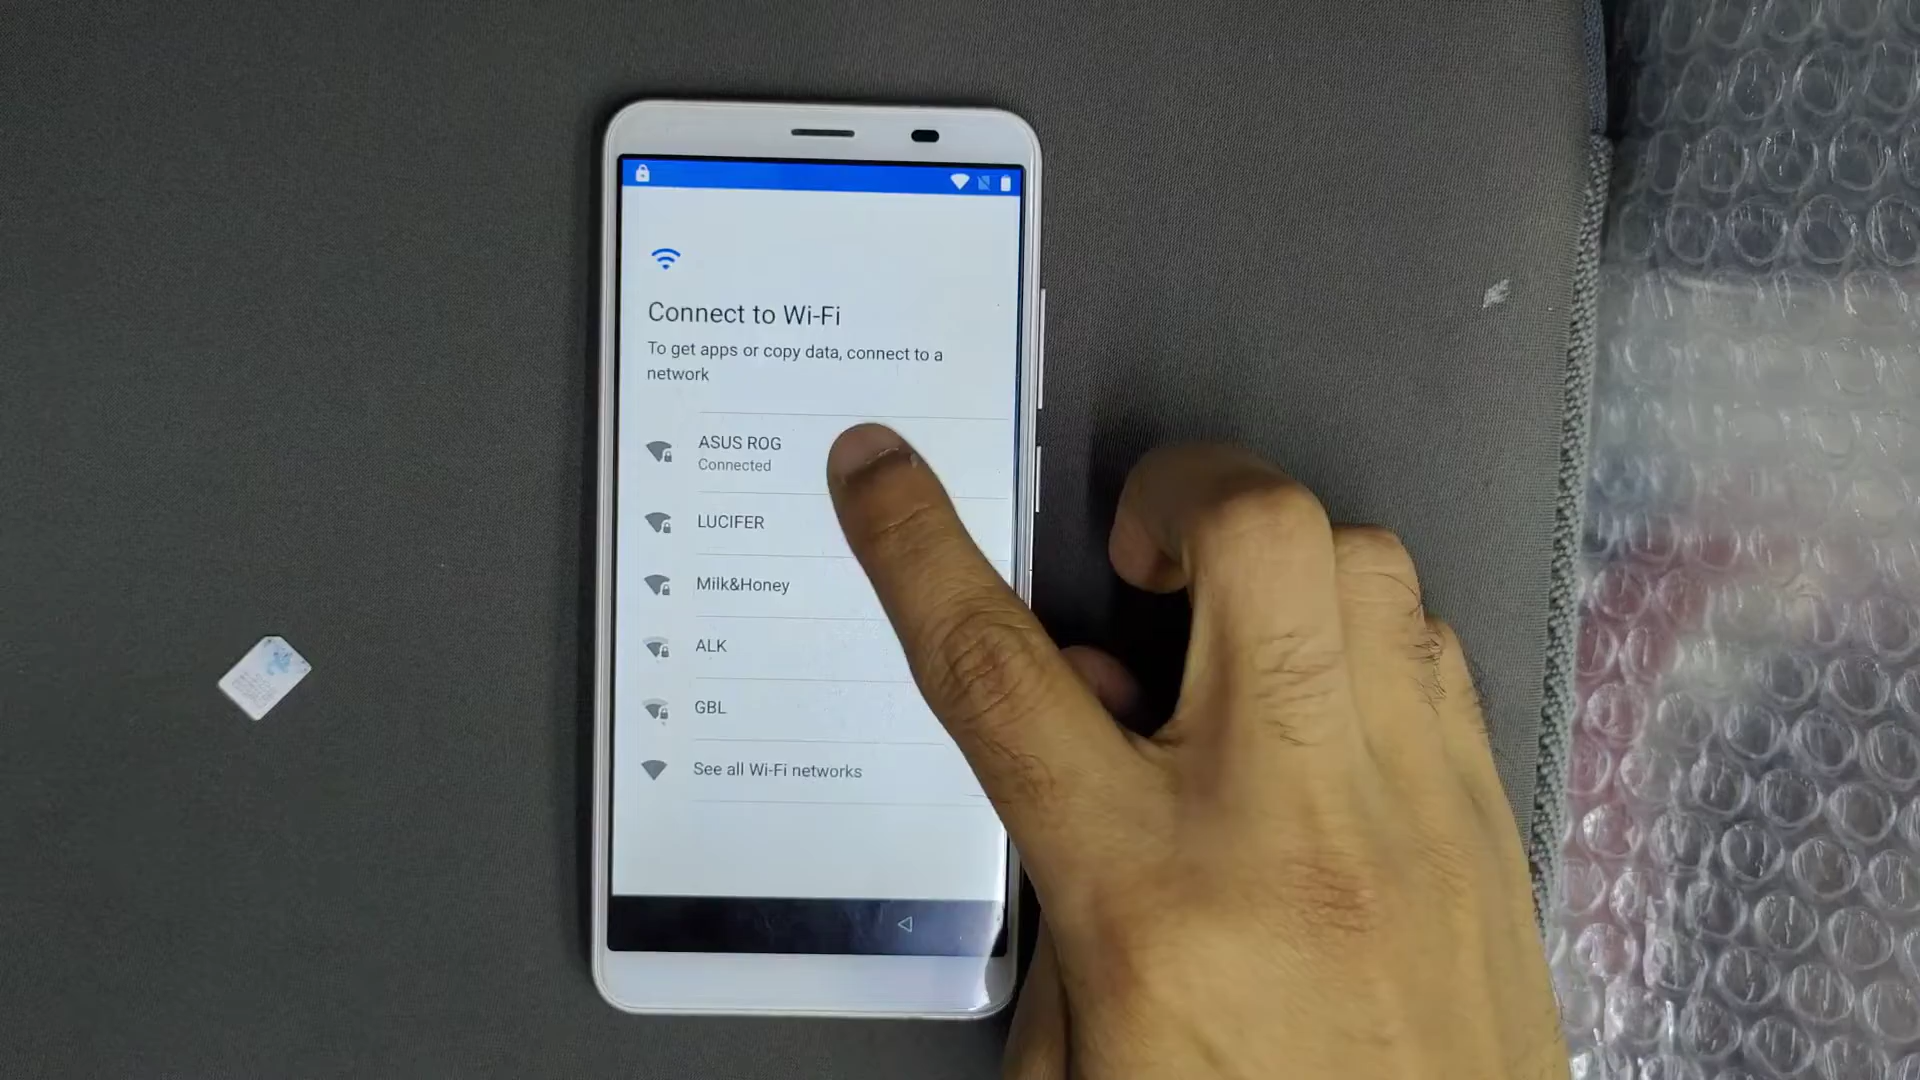 Connect to Wi-Fi
To get apps or copy data, connect to a
network
ASUS ROG
Connected
LUCIFER
Milk&Honey
ALK
GBL
See all Wi-Fi networks